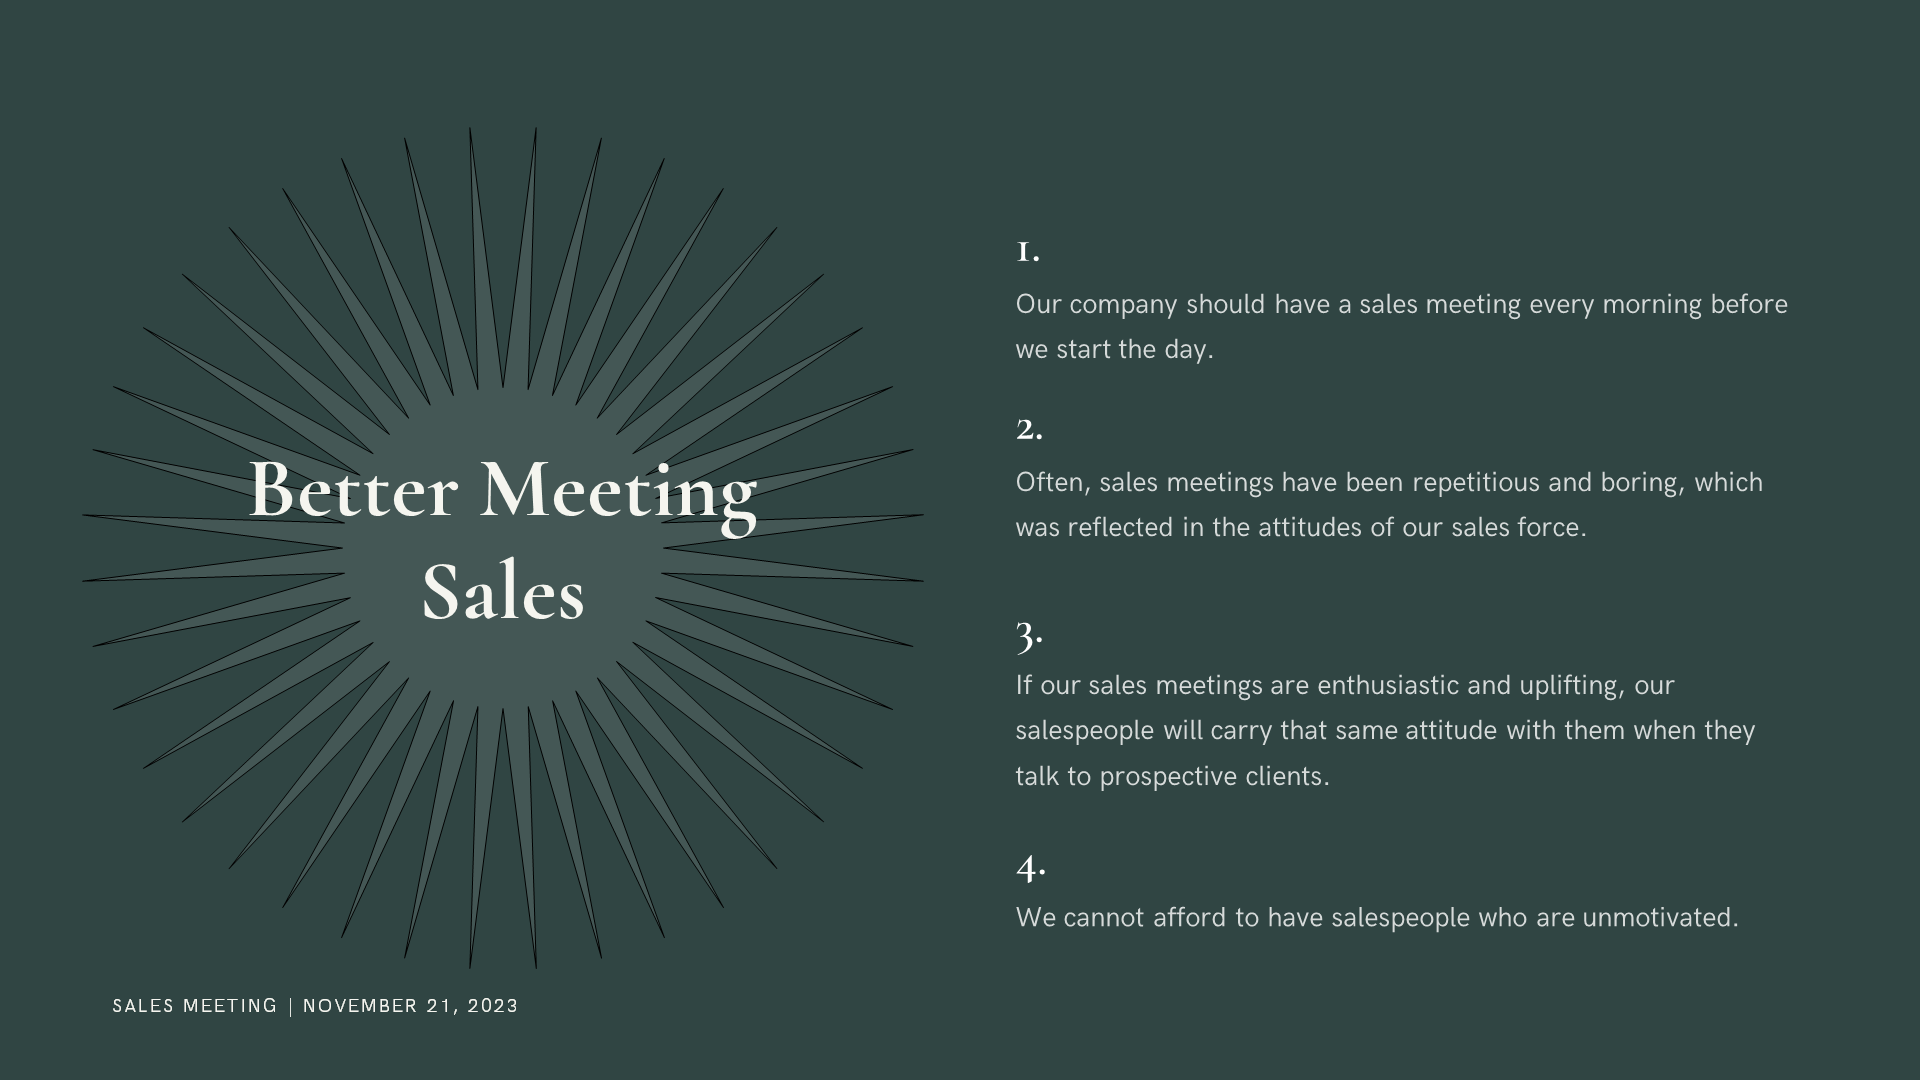 Better Meeting
Sales
1.
Our company should have a sales meeting every morning before
we start the day.
2.
Often, sales meetings have been repetitious and boring, which
was reflected in the attitudes of our sales force.
3.
If our sales meetings are enthusiastic and uplifting, our
salespeople will carry that same attitude with them when they
talk to prospective clients.
4.
We cannot afford to have salespeople who are unmotivated.
SALES MEETING | NOVEMBER 21, 2023